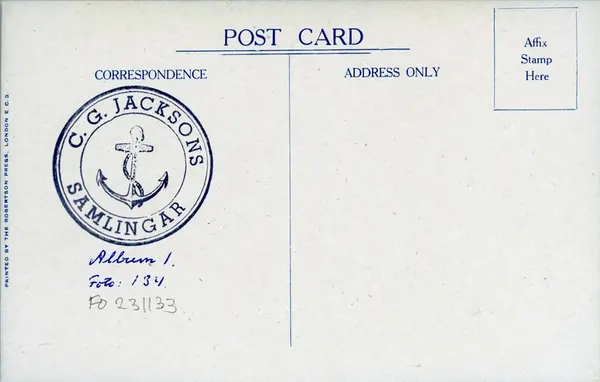 POST CARD
CORRESPONDENCE
ADDRESS ONLY
Affix
Stamp
Here
C. G. JACKSONS
SAMLINGAR
Album 1.
Foto: 134
FO 231133
PRINTED BY THE ROBERTSON PRESS, LONDON E.C.3.